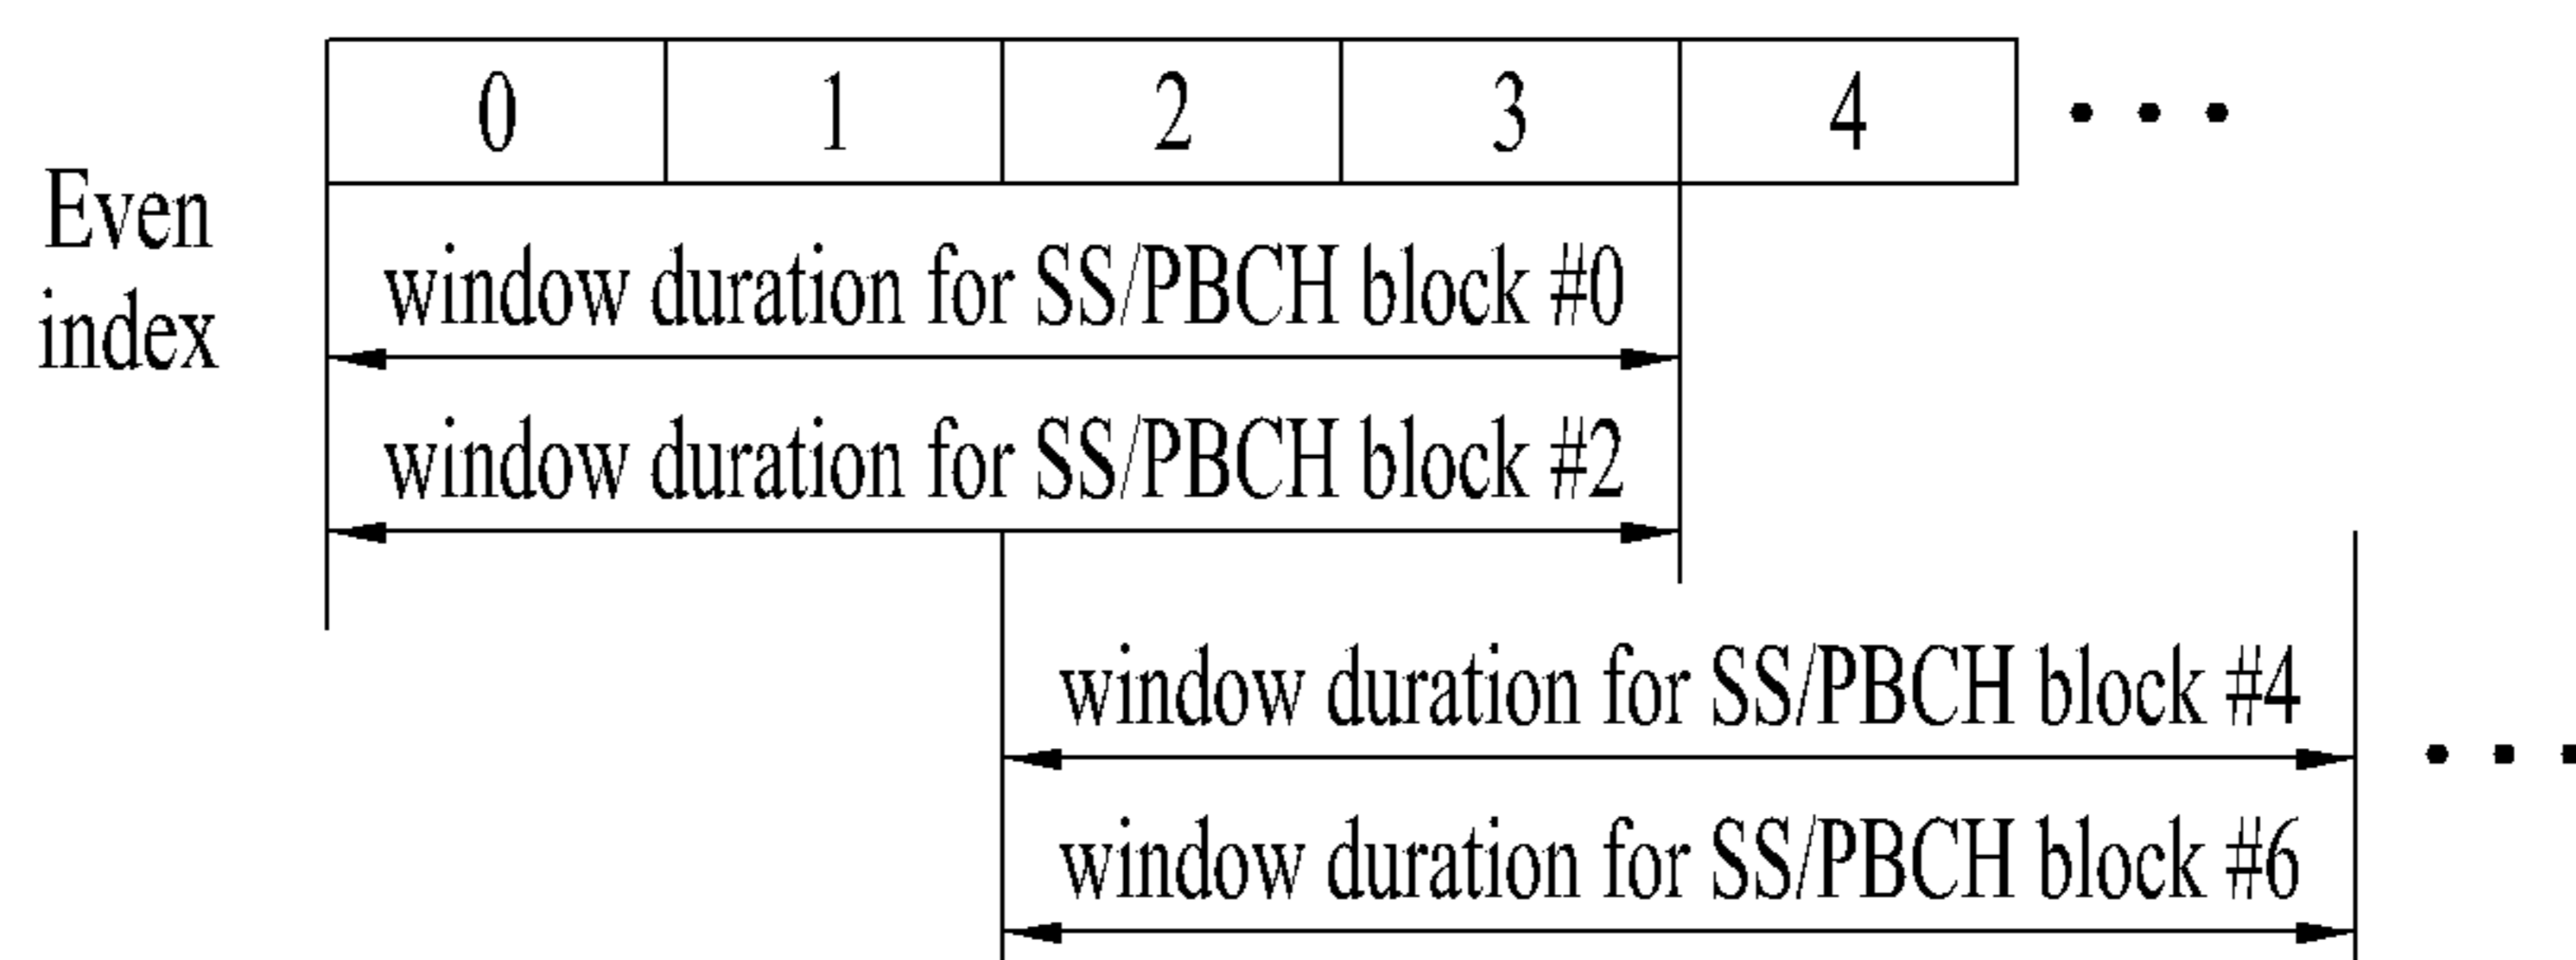 0 1 2 3 4 • • •
Even
index
window duration for SS/PBCH block #0
window duration for SS/PBCH block #2
window duration for SS/PBCH block #4
• • •
window duration for SS/PBCH block #6